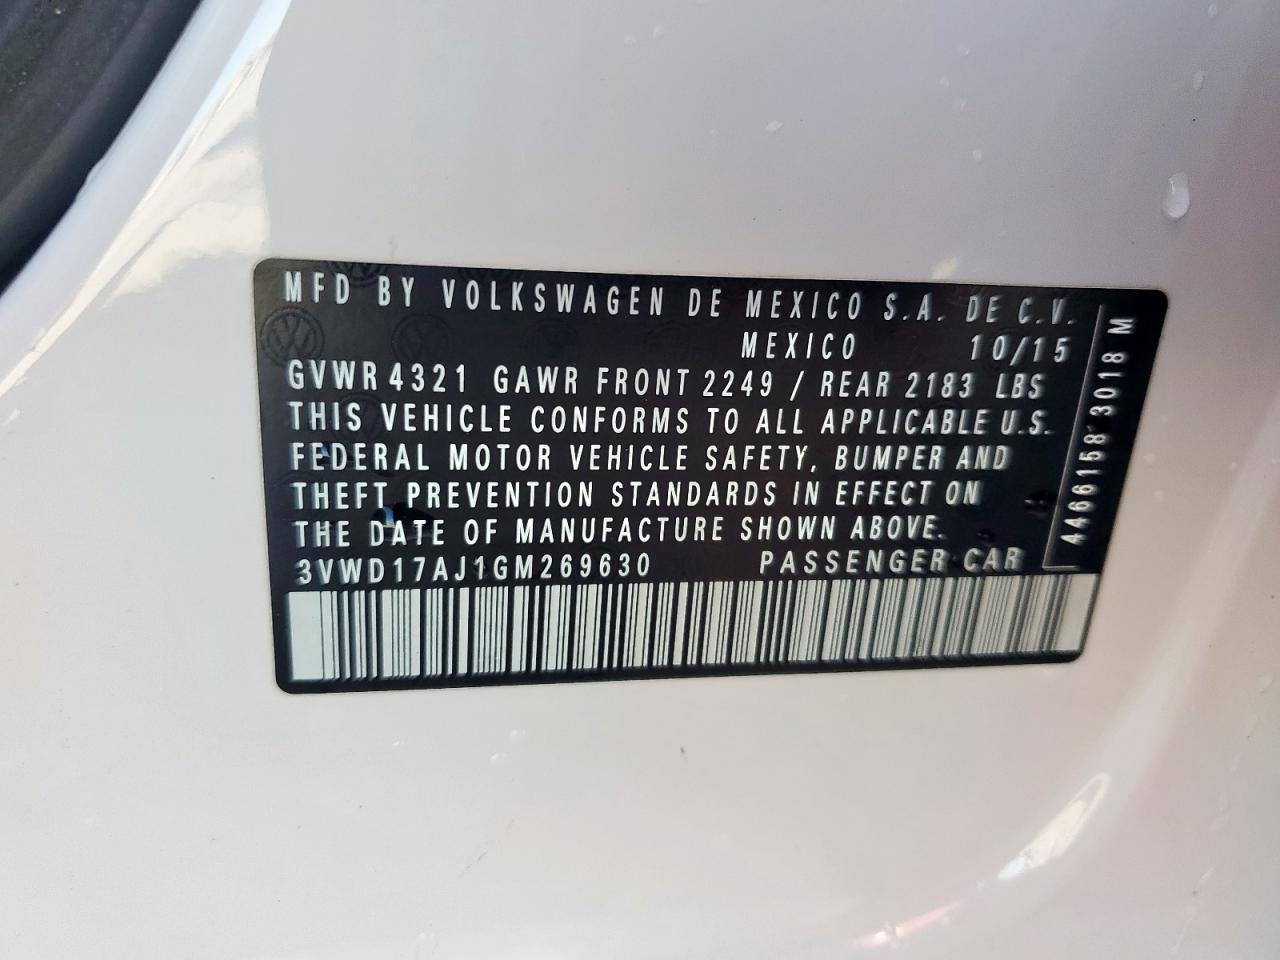 MFD BY VOLKSWAGEN DE MEXICO S.A. DE C.V.
MEXICO 10/15
GVWR 4321 GAWR FRONT 2249 / REAR 2183 LBS
THIS VEHICLE CONFORMS TO ALL APPLICABLE U.S.
FEDERAL MOTOR VEHICLE SAFETY, BUMPER AND
THEFT PREVENTION STANDARDS IN EFFECT ON
THE DATE OF MANUFACTURE SHOWN ABOVE.
3VWD17AJ1GM269630 PASSENGER CAR
4466158 3018 M